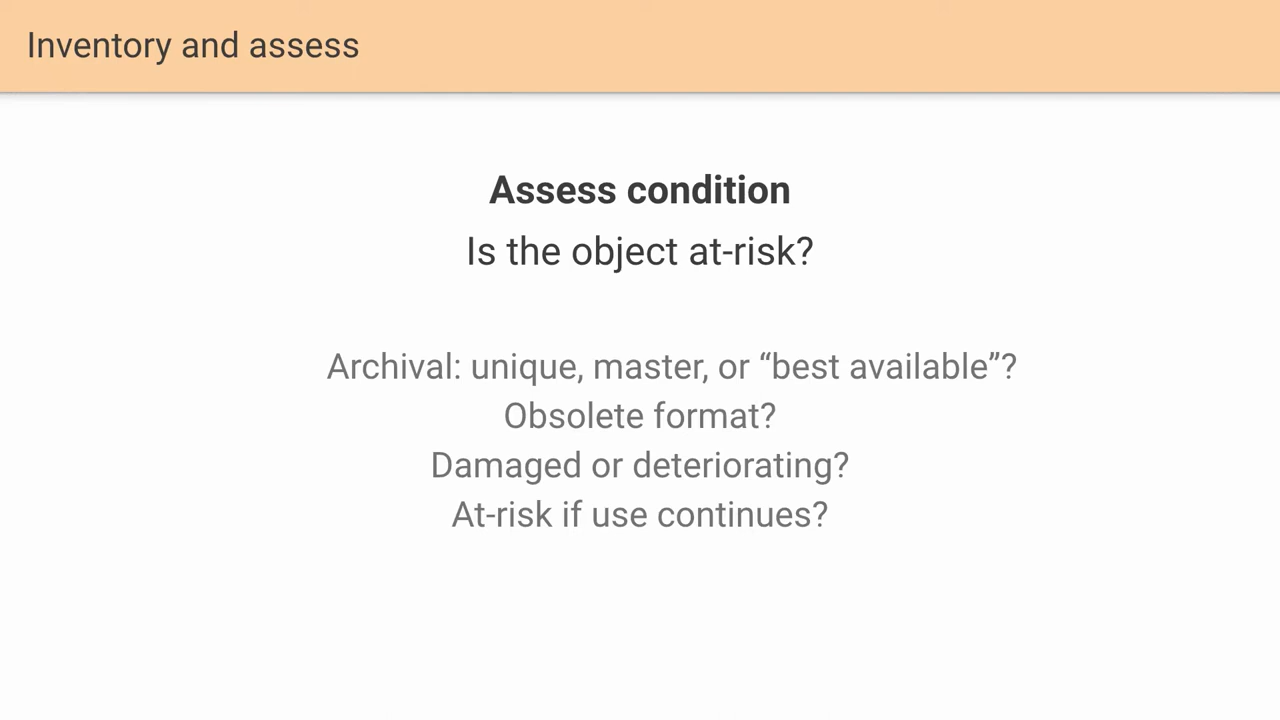 Inventory and assess
Assess condition
Is the object at-risk?
Archival: unique, master, or “best available”?
Obsolete format?
Damaged or deteriorating?
At-risk if use continues?